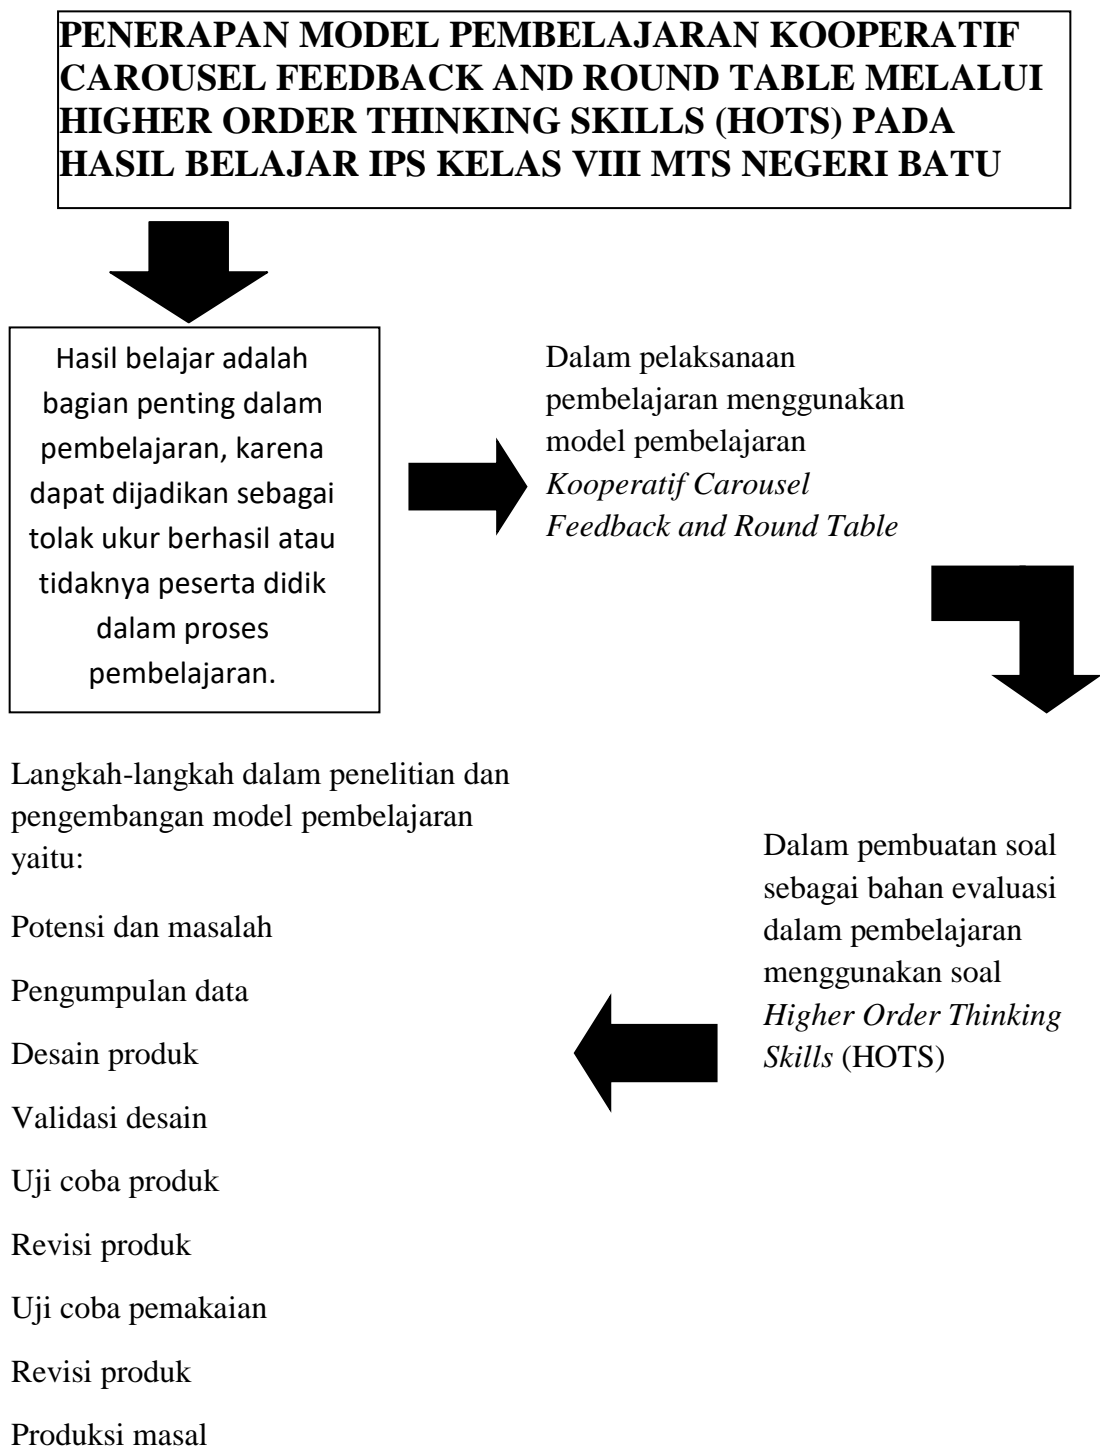 PENERAPAN MODEL PEMBELAJARAN KOOPERATIF
CAROUSEL FEEDBACK AND ROUND TABLE MELALUI
HIGHER ORDER THINKING SKILLS (HOTS) PADA
HASIL BELAJAR IPS KELAS VIII MTS NEGERI BATU
Hasil belajar adalah
bagian penting dalam
pembelajaran, karena
dapat dijadikan sebagai
tolak ukur berhasil atau
tidaknya peserta didik
dalam proses
pembelajaran.
Dalam pelaksanaan
pembelajaran menggunakan
model pembelajaran
Kooperatif Carousel
Feedback and Round Table
Dalam pembuatan soal
sebagai bahan evaluasi
dalam pembelajaran
menggunakan soal
Higher Order Thinking
Skills (HOTS)
Langkah-langkah dalam penelitian dan
pengembangan model pembelajaran
yaitu:
Potensi dan masalah
Pengumpulan data
Desain produk
Validasi desain
Uji coba produk
Revisi produk
Uji coba pemakaian
Revisi produk
Produksi masal